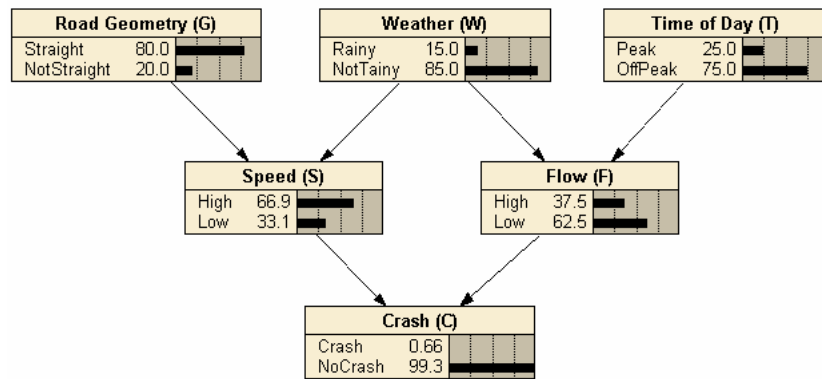 Road Geometry (G)
Straight 80.0
NotStraight 20.0
Weather (W)
Rainy 15.0
NotTainy 85.0
Time of Day (T)
Peak 25.0
OffPeak 75.0
Speed (S)
High 66.9
Low 33.1
Flow (F)
High 37.5
Low 62.5
Crash (C)
Crash 0.66
NoCrash 99.3